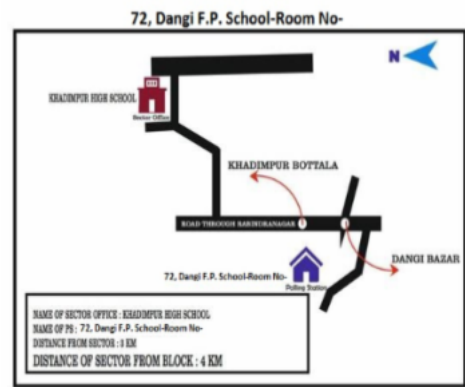 72, Dangi F.P. School-Room No-
N
KHADIMPUR HIGH SCHOOL
Sector Office
KHADIMPUR BOTTALA
ROAD THROUGH RABINDRANAGAR
DANGI BAZAR
72, Dangi F.P. School-Room No-
Polling Station
NAME OF SECTOR OFFICE : KHADIMPUR HIGH SCHOOL
NAME OF PS : 72, Dangi F.P. School-Room No-
DISTANCE FROM SECTOR : 3 KM
DISTANCE OF SECTOR FROM BLOCK : 4 KM